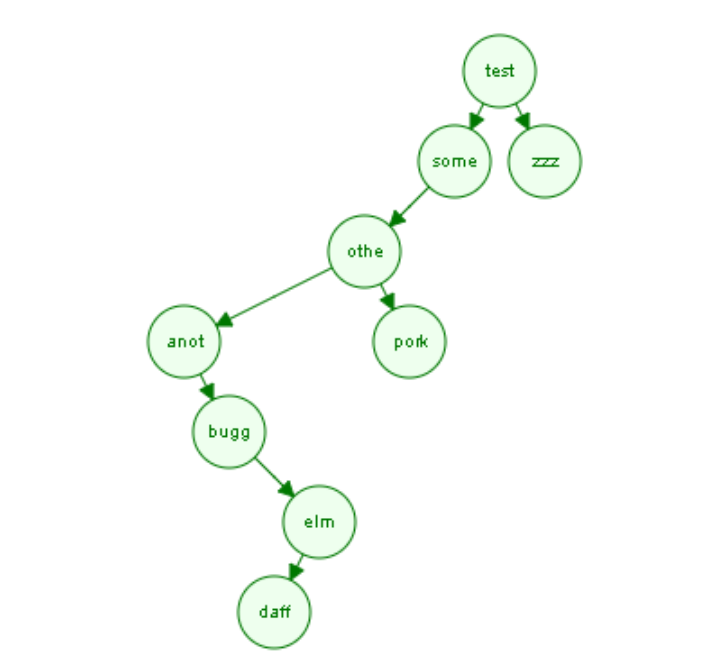 test
some
zzz
othe
anot
pork
bugg
elm
daff